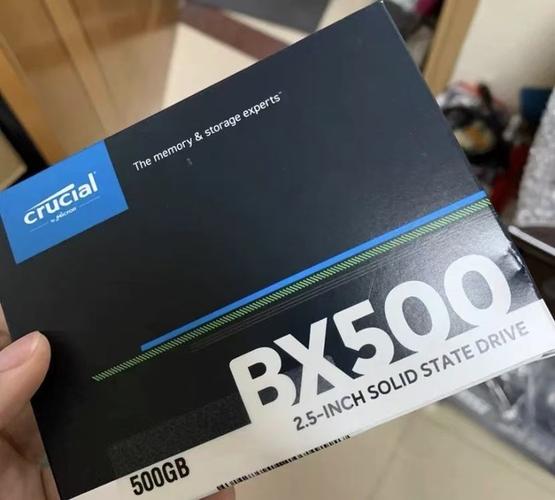 crucial
by Micron
The memory & storage experts™
BX500
2.5-INCH SOLID STATE DRIVE
500GB